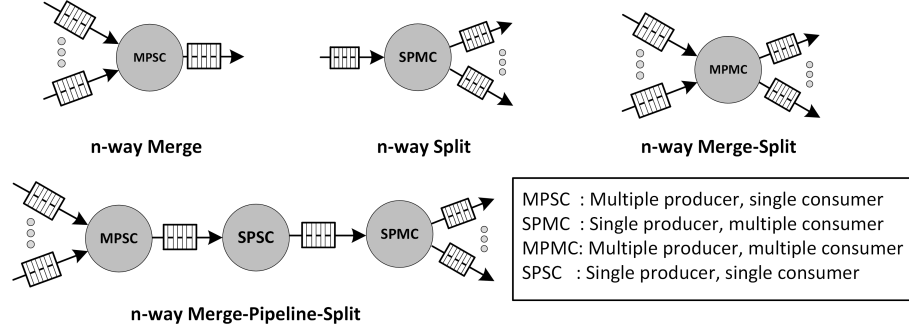 MPSC
SPMC
MPMC
n-way Merge
n-way Split
n-way Merge-Split
MPSC
SPSC
SPMC
n-way Merge-Pipeline-Split
MPSC : Multiple producer, single consumer
SPMC : Single producer, multiple consumer
MPMC: Multiple producer, multiple consumer
SPSC : Single producer, single consumer